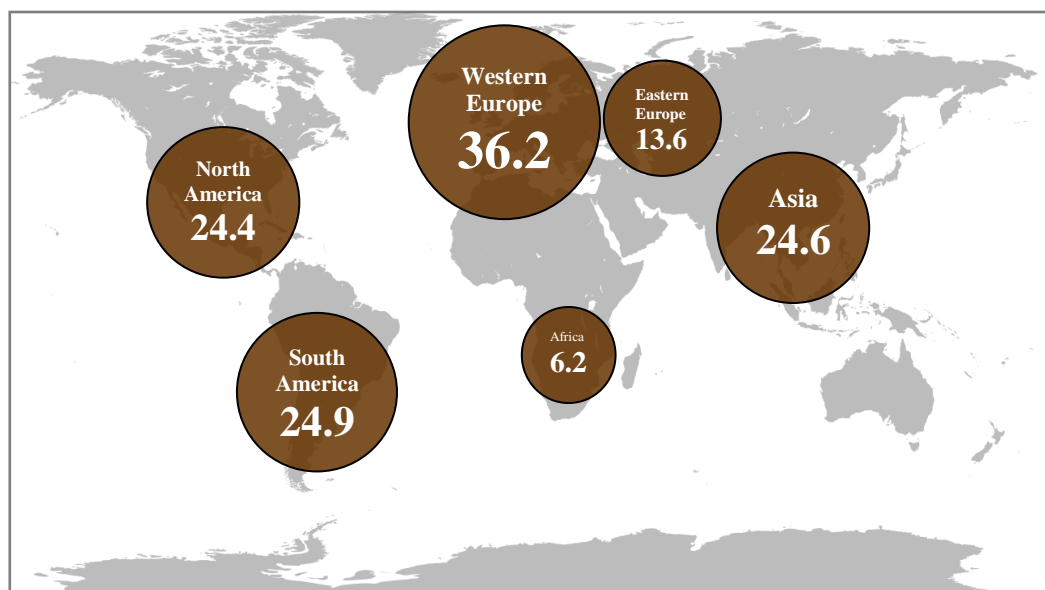 Western
Europe
36.2
Eastern
Europe
13.6
North
America
24.4
Asia
24.6
South
America
24.9
Africa
6.2